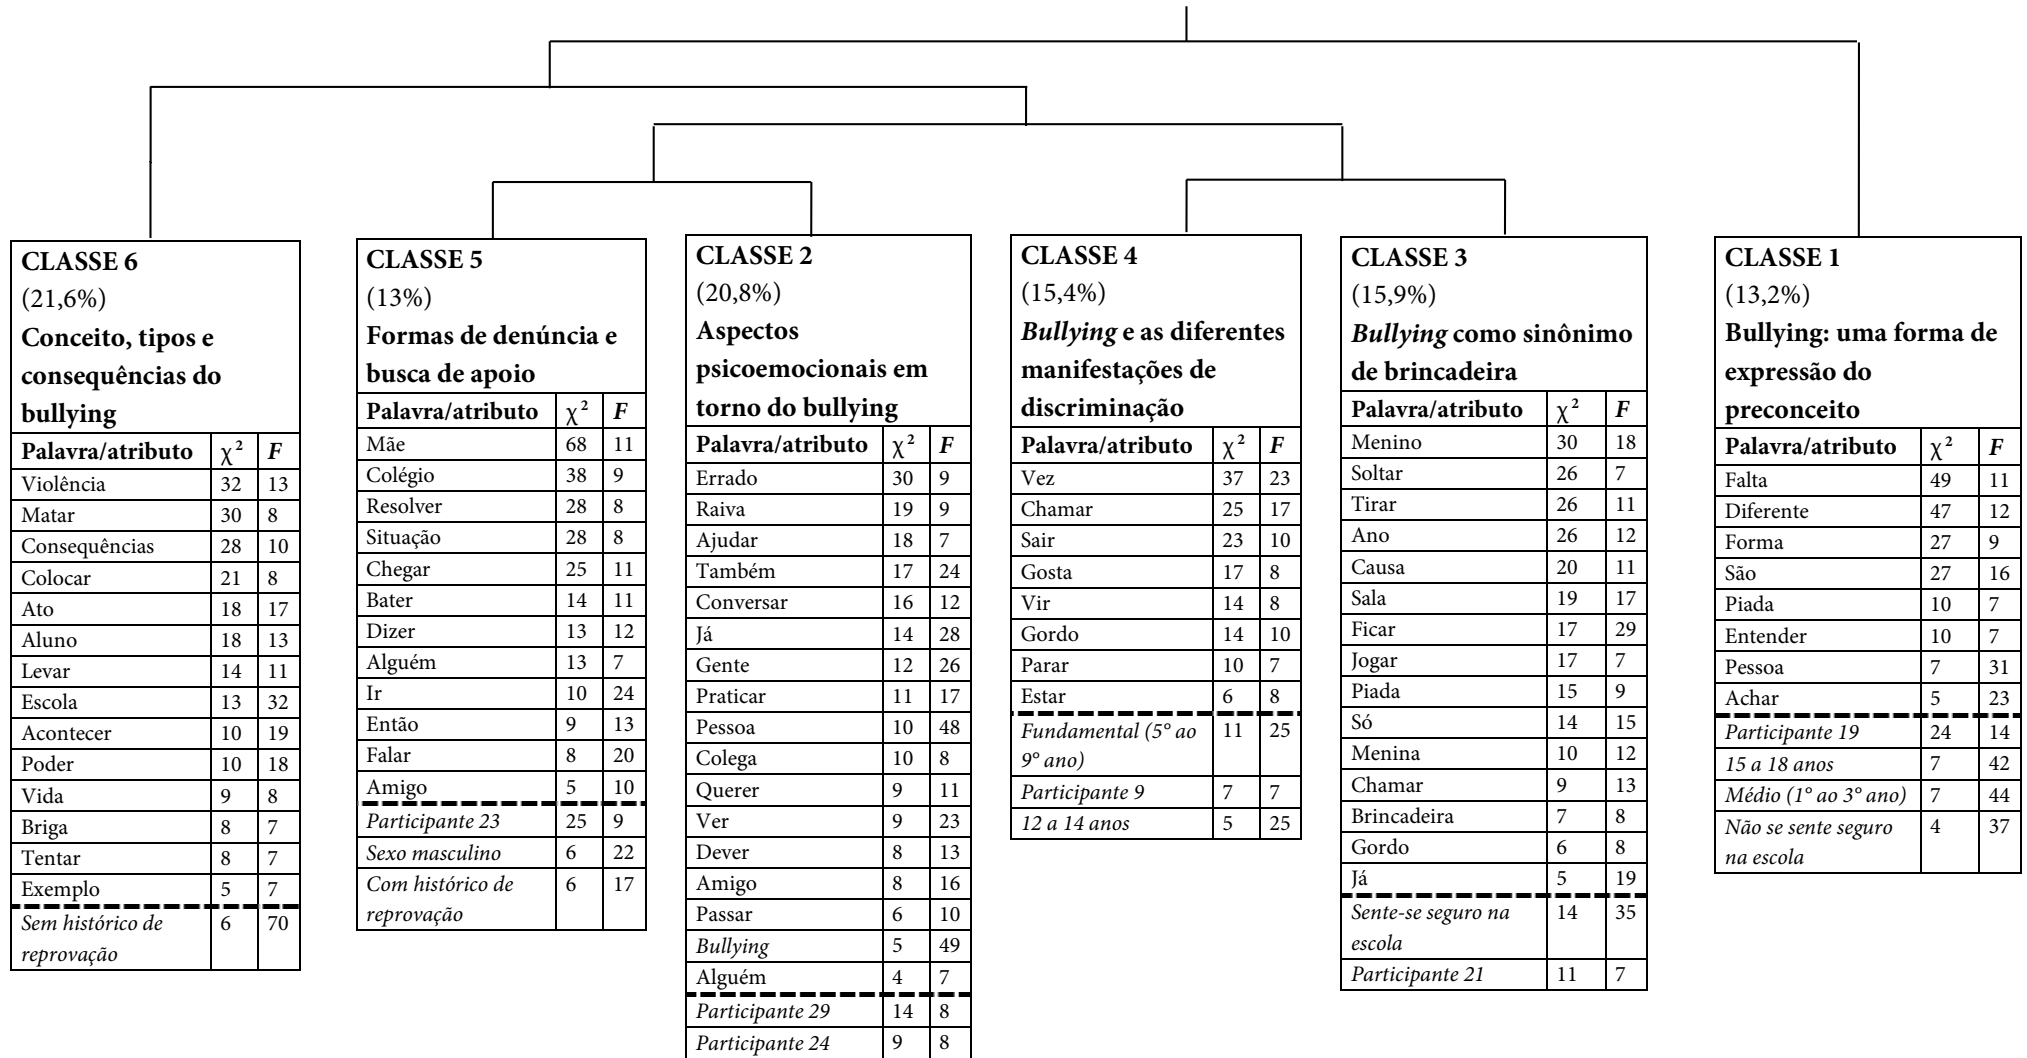 CLASSE 6
(21,6%)
Conceito, tipos e
consequências do
bullying
Palavra/atributo χ² F
Violência 32 13
Matar 30 8
Consequências 28 10
Colocar 21 8
Ato 18 17
Aluno 18 13
Levar 14 11
Escola 13 32
Acontecer 10 19
Poder 10 18
Vida 9 8
Briga 8 7
Tentar 8 7
Exemplo 5 7
Sem histórico de 6 70
reprovação
CLASSE 5
(13%)
Formas de denúncia e
busca de apoio
Palavra/atributo χ² F
Mãe 68 11
Colégio 38 9
Resolver 28 8
Situação 28 8
Chegar 25 11
Bater 14 11
Dizer 13 12
Alguém 13 7
Ir 10 24
Então 9 13
Falar 8 20
Amigo 5 10
Participante 23 25 9
Sexo masculino 6 22
Com histórico de 6 17
reprovação
CLASSE 2
(20,8%)
Aspectos
psicoemocionais em
torno do bullying
Palavra/atributo χ² F
Errado 30 9
Raiva 19 9
Ajudar 18 7
Também 17 24
Conversar 16 12
Já 14 28
Gente 12 26
Praticar 11 17
Pessoa 10 48
Colega 10 8
Querer 9 11
Ver 9 23
Dever 8 13
Amigo 8 16
Passar 6 10
Bullying 5 49
Alguém 4 7
Participante 29 14 8
Participante 24 9 8
CLASSE 4
(15,4%)
Bullying e as diferentes
manifestações de
discriminação
Palavra/atributo χ² F
Vez 37 23
Chamar 25 17
Sair 23 10
Gosta 17 8
Vir 14 8
Gordo 14 10
Parar 10 7
Estar 6 8
Fundamental (5° ao 11 25
9° ano)
Participante 9 7 7
12 a 14 anos 5 25
CLASSE 3
(15,9%)
Bullying como sinônimo
de brincadeira
Palavra/atributo χ² F
Menino 30 18
Soltar 26 7
Tirar 26 11
Ano 26 12
Causa 20 11
Sala 19 17
Ficar 17 29
Jogar 17 7
Piada 15 9
Só 14 15
Menina 10 12
Chamar 9 13
Brincadeira 7 8
Gordo 6 8
Já 5 19
Sente-se seguro na 14 35
escola
Participante 21 11 7
CLASSE 1
(13,2%)
Bullying: uma forma de
expressão do
preconceito
Palavra/atributo χ² F
Falta 49 11
Diferente 47 12
Forma 27 9
São 27 16
Piada 10 7
Entender 10 7
Pessoa 7 31
Achar 5 23
Participante 19 24 14
15 a 18 anos 7 42
Médio (1° ao 3° ano) 7 44
Não se sente seguro 4 37
na escola